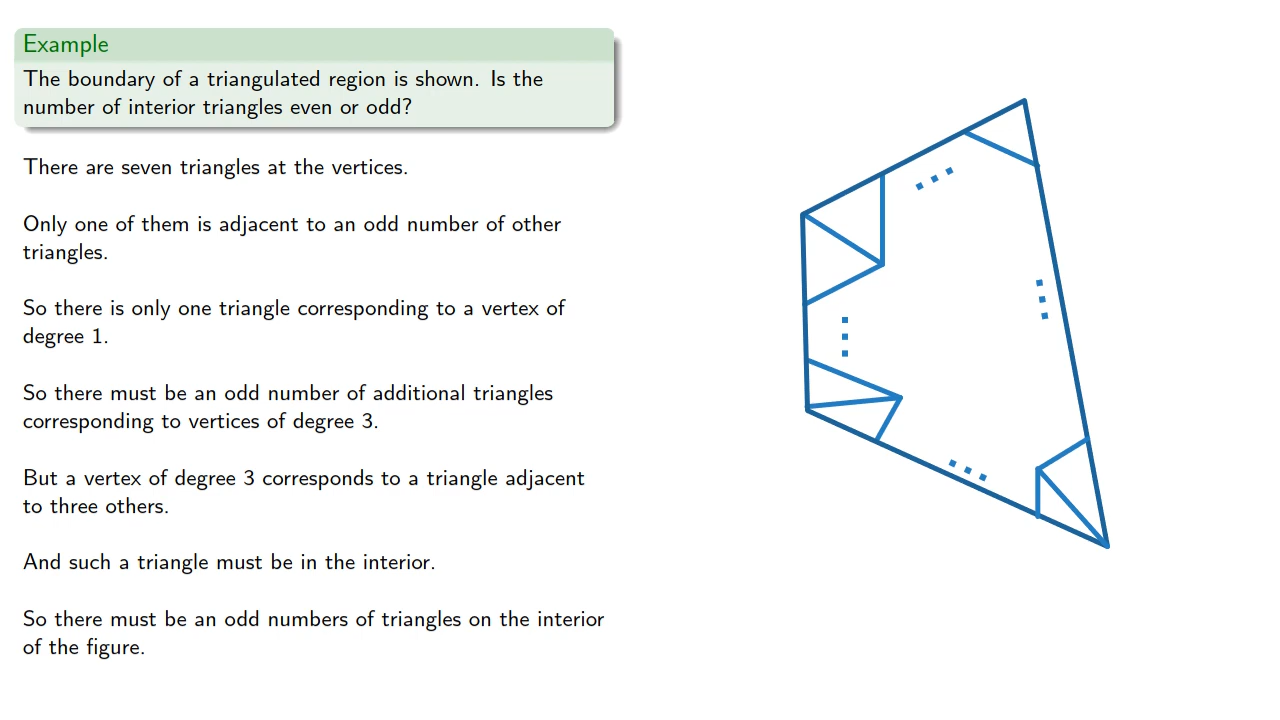 Example
The boundary of a triangulated region is shown. Is the
number of interior triangles even or odd?
There are seven triangles at the vertices.
Only one of them is adjacent to an odd number of other
triangles.
So there is only one triangle corresponding to a vertex of
degree 1.
So there must be an odd number of additional triangles
corresponding to vertices of degree 3.
But a vertex of degree 3 corresponds to a triangle adjacent
to three others.
And such a triangle must be in the interior.
So there must be an odd numbers of triangles on the interior
of the figure.